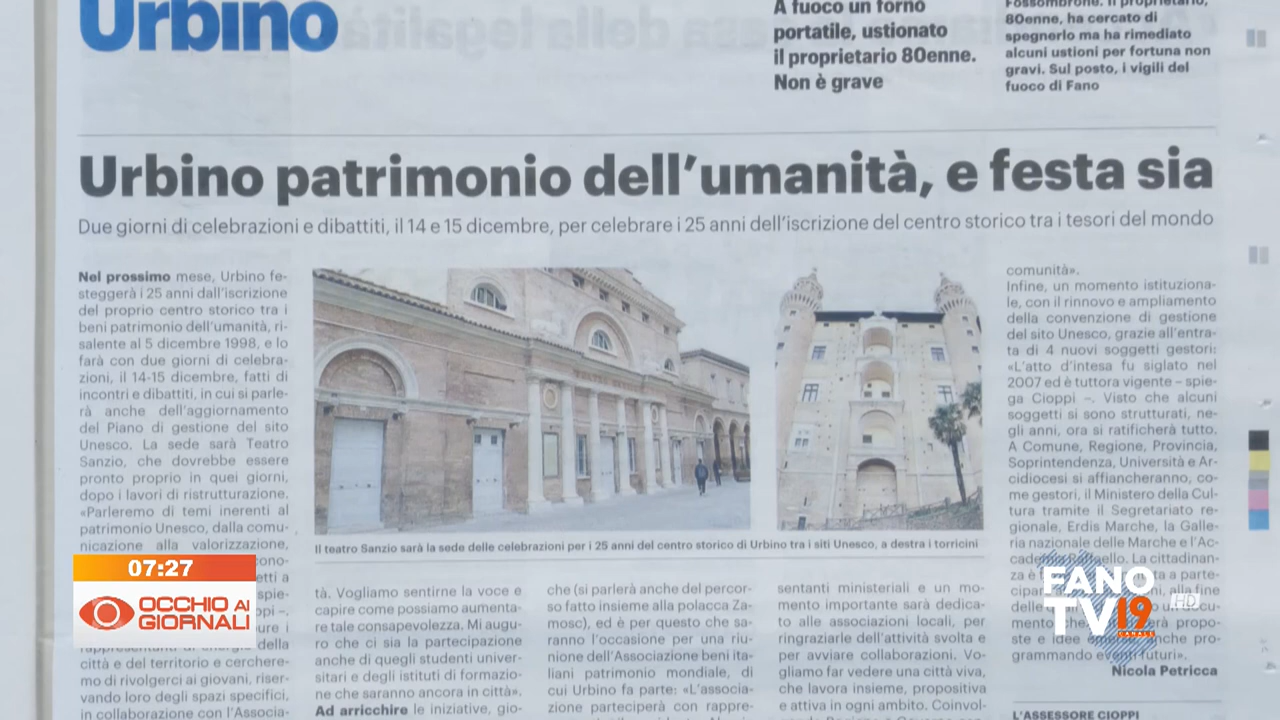 Urbino
A fuoco un forno
portatile, ustionato
il proprietario 80enne.
Non è grave
Fossombrone. Il proprietario,
80enne, ha cercato di
spegnerlo ma ha rimediato
alcuni ustioni per fortuna non
gravi. Sul posto, i vigili del
fuoco di Fano
Urbino patrimonio dell'umanità, e festa sia
Due giorni di celebrazioni e dibattiti, il 14 e 15 dicembre, per celebrare i 25 anni dell'iscrizione del centro storico tra i tesori del mondo
Nel prossimo mese, Urbino fe-
steggerà i 25 anni dall'iscrizione
del proprio centro storico tra i
beni patrimonio dell'umanità, ri-
salente al 5 dicembre 1998, e lo
farà con due giorni di celebra-
zioni, il 14-15 dicembre, fatti di
incontri e dibattiti, in cui si parle-
rà anche dell'aggiornamento
del Piano di gestione del sito
Unesco. La sede sarà Teatro
Sanzio, che dovrebbe essere
pronto proprio in quei giorni,
dopo i lavori di ristrutturazione.
«Parleremo di temi inerenti al
patrimonio Unesco, dalla comu-
nicazione alla valorizzazione,
città e del territorio e cerchere-
mo di rivolgerci ai giovani, riser-
vando loro degli spazi specifici,
in collaborazione con l'Associa-
Il teatro Sanzio sarà la sede delle celebrazioni per i 25 anni del centro storico di Urbino tra i siti Unesco, a destra i torricini
tà. Vogliamo sentirne la voce e
capire come possiamo aumenta-
re tale consapevolezza. Mi augu-
ro che ci sia la partecipazione
anche di quegli studenti univer-
sitari e degli istituti di formazio-
ne che saranno ancora in città».
Ad arricchire le iniziative, gio-
che (si parlerà anche del percor-
so fatto insieme alla polacca Za-
mosc), ed è per questo che sa-
ranno l'occasione per una riu-
nione dell'Associazione beni ita-
liani patrimonio mondiale, di
cui Urbino fa parte: «L'associa-
zione parteciperà con rappre-
sentanti ministeriali e un mo-
mento importante sarà dedica-
to alle associazioni locali, per
ringraziarle dell'attività svolta e
per avviare collaborazioni. Vo-
gliamo far vedere una città viva,
che lavora insieme, propositiva
e attiva in ogni ambito. Coinvol-
comunità».
Infine, un momento istituziona-
le, con il rinnovo e ampliamento
della convenzione di gestione
del sito Unesco, grazie all'entra-
ta di 4 nuovi soggetti gestori:
«L'atto d'intesa fu siglato nel
2007 ed è tuttora vigente – spie-
ga Cioppi –. Visto che alcuni
soggetti si sono strutturati, ne-
gli anni, ora si ratificherà tutto.
A Comune, Regione, Provincia,
Soprintendenza, Università e Ar-
cidiocesi si affiancheranno, co-
me gestori, il Ministero della Cul-
tura tramite il Segretariato re-
gionale, Erdis Marche, la Galle-
ria nazionale delle Marche e l'Ac-
La cittadinan-
grammando eventi futuri».
Nicola Petricca
L'ASSESSORE CIOPPI
07:27
OCCHIO AI
GIORNALI
FANO
TV 19
CANALE
HD